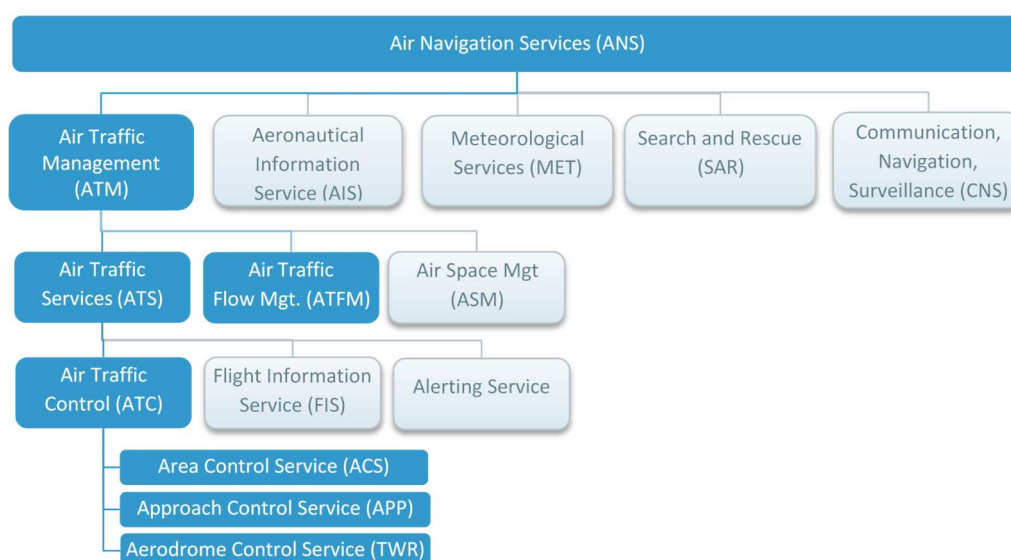 Air Navigation Services (ANS)
Air Traffic
Management
(ATM)
Aeronautical
Information
Service (AIS)
Meteorological
Services (MET)
Search and Rescue
(SAR)
Communication,
Navigation,
Surveillance (CNS)
Air Traffic
Services (ATS)
Air Traffic
Flow Mgt. (ATFM)
Air Space Mgt
(ASM)
Air Traffic
Control (ATC)
Flight Information
Service (FIS)
Alerting Service
Area Control Service (ACS)
Approach Control Service (APP)
Aerodrome Control Service (TWR)